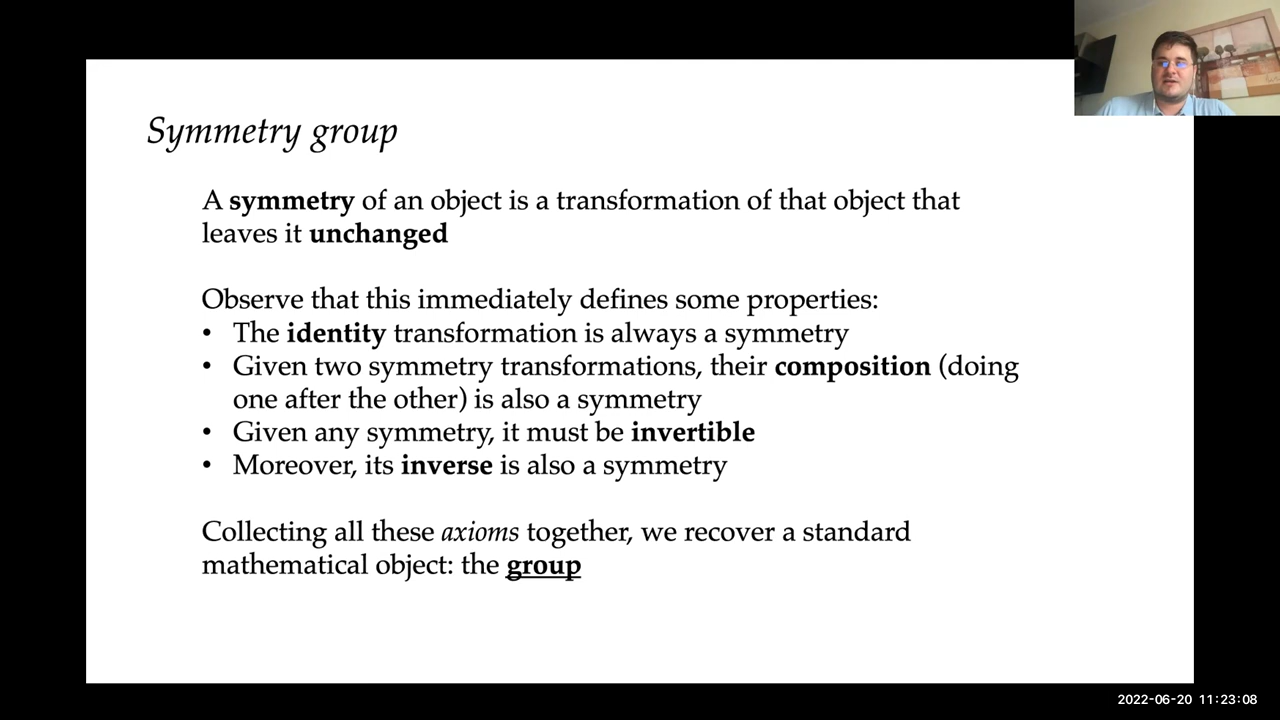 Symmetry group
A symmetry of an object is a transformation of that object that
leaves it unchanged
Observe that this immediately defines some properties:
• The identity transformation is always a symmetry
• Given two symmetry transformations, their composition (doing
one after the other) is also a symmetry
• Given any symmetry, it must be invertible
• Moreover, its inverse is also a symmetry
Collecting all these axioms together, we recover a standard
mathematical object: the group
2022-06-20 11:23:08